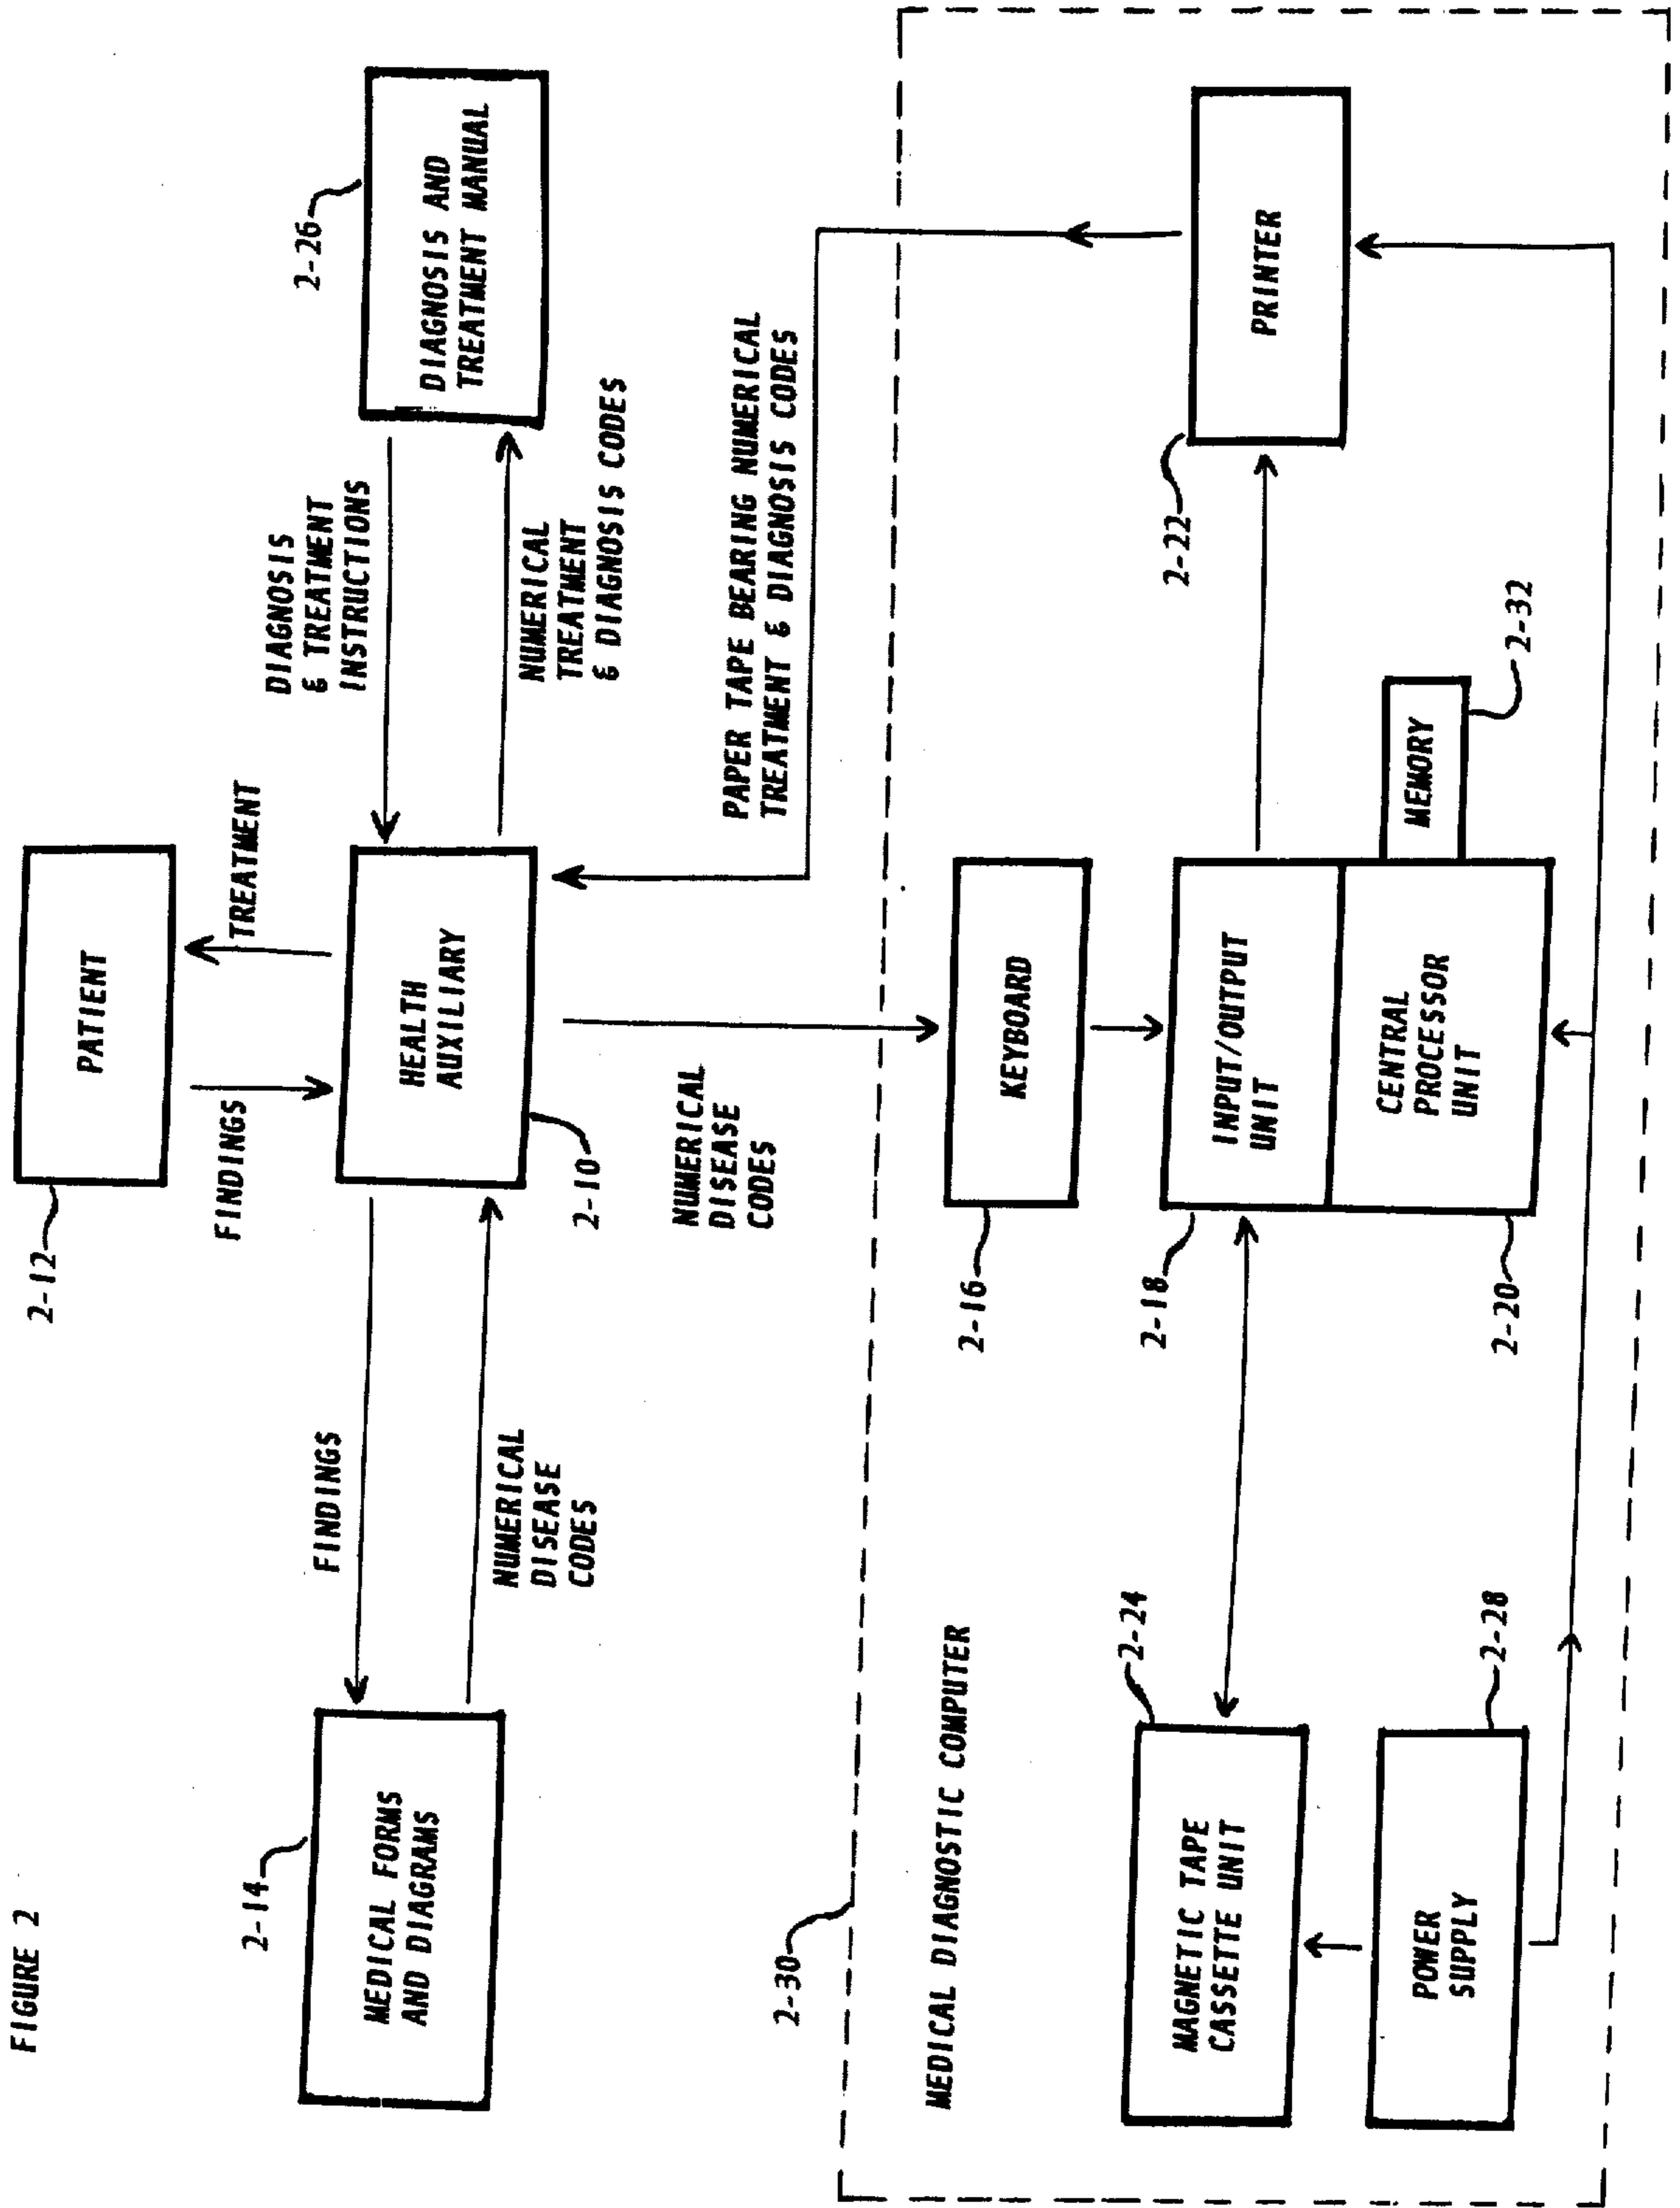 FIGURE 2
2-12
PATIENT
FINDINGS
TREATMENT
2-14
MEDICAL FORMS
AND DIAGRAMS
FINDINGS
NUMERICAL
DISEASE
CODES
HEALTH
AUXILIARY
2-10
DIAGNOSIS
& TREATMENT
INSTRUCTIONS
NUMERICAL
TREATMENT
& DIAGNOSIS CODES
2-26
DIAGNOSIS AND
TREATMENT MANUAL
NUMERICAL
DISEASE
CODES
PAPER TAPE BEARING NUMERICAL
TREATMENT & DIAGNOSIS CODES
2-30
MEDICAL DIAGNOSTIC COMPUTER
2-16
KEYBOARD
2-24
MAGNETIC TAPE
CASSETTE UNIT
2-18
INPUT/OUTPUT
UNIT
2-22
PRINTER
2-28
POWER
SUPPLY
2-20
CENTRAL
PROCESSOR
UNIT
MEMORY
2-32